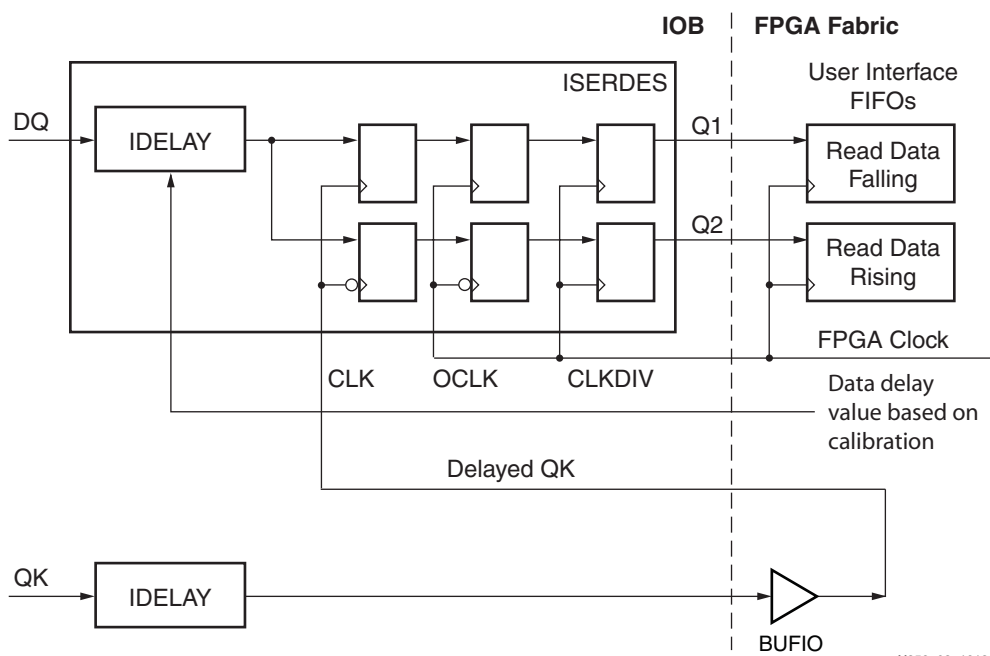 IOB
FPGA Fabric
ISERDES
User Interface
FIFOs
DQ
IDELAY
Q1
Read Data
Falling
Q2
Read Data
Rising
FPGA Clock
CLK
OCLK
CLKDIV
Data delay
value based on
calibration
Delayed QK
QK
IDELAY
BUFIO